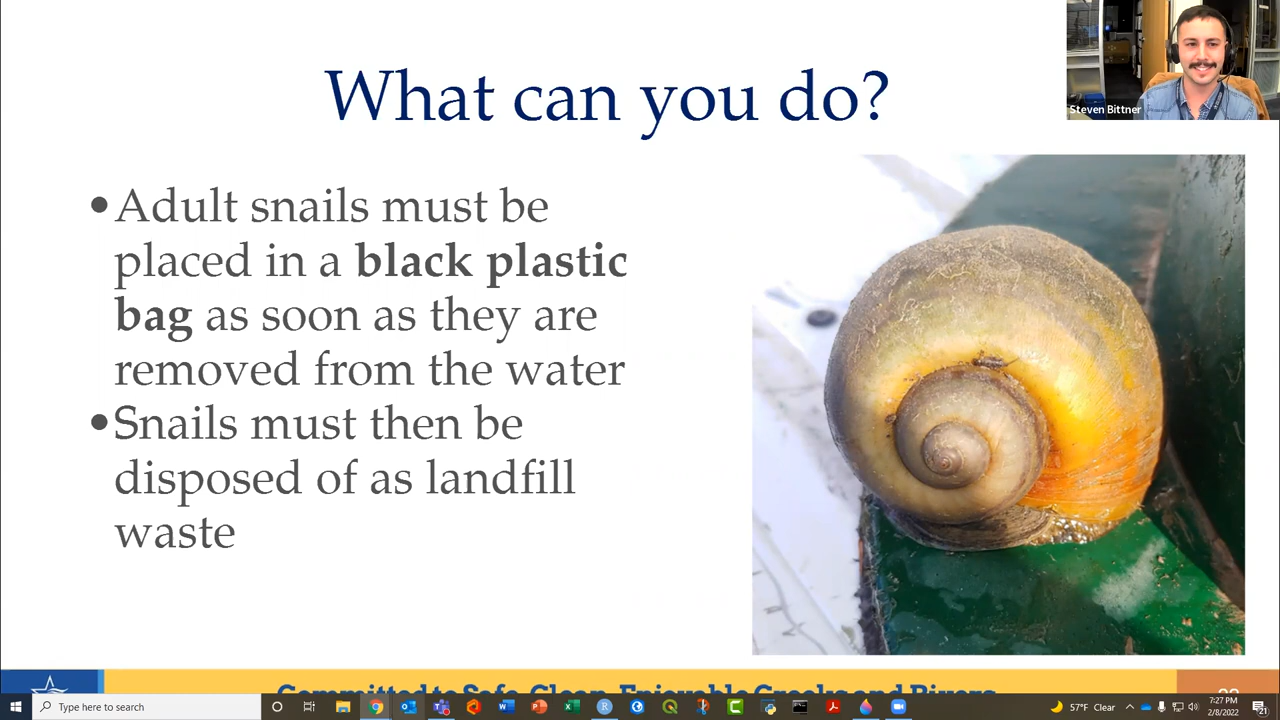 What can you do?
Steven Bittner
•Adult snails must be
placed in a black plastic
bag as soon as they are
removed from the water
•Snails must then be
disposed of as landfill
waste
Committed to Safe, Clean, Enjoyable Creeks and Rivers
Type here to search
57°F Clear
7:27 PM
2/8/2022